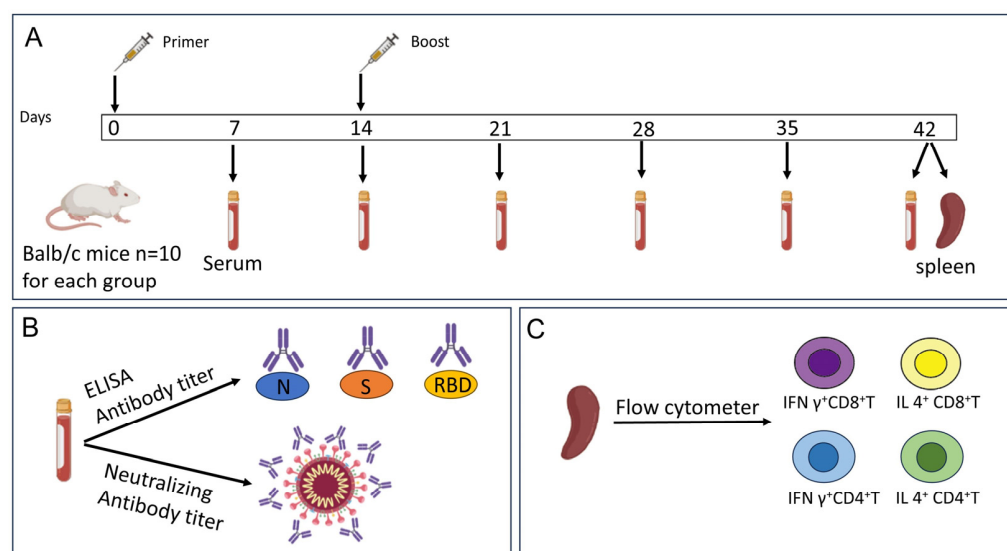 A
Primer
Boost
Days
0 7 14 21 28 35 42
Balb/c mice n=10
for each group
Serum
spleen
B
ELISA
Antibody titer
N S RBD
Neutralizing
Antibody titer
C
Flow cytometer
IFN γ⁺CD8⁺T IL 4⁺ CD8⁺T
IFN γ⁺CD4⁺T IL 4⁺ CD4⁺T